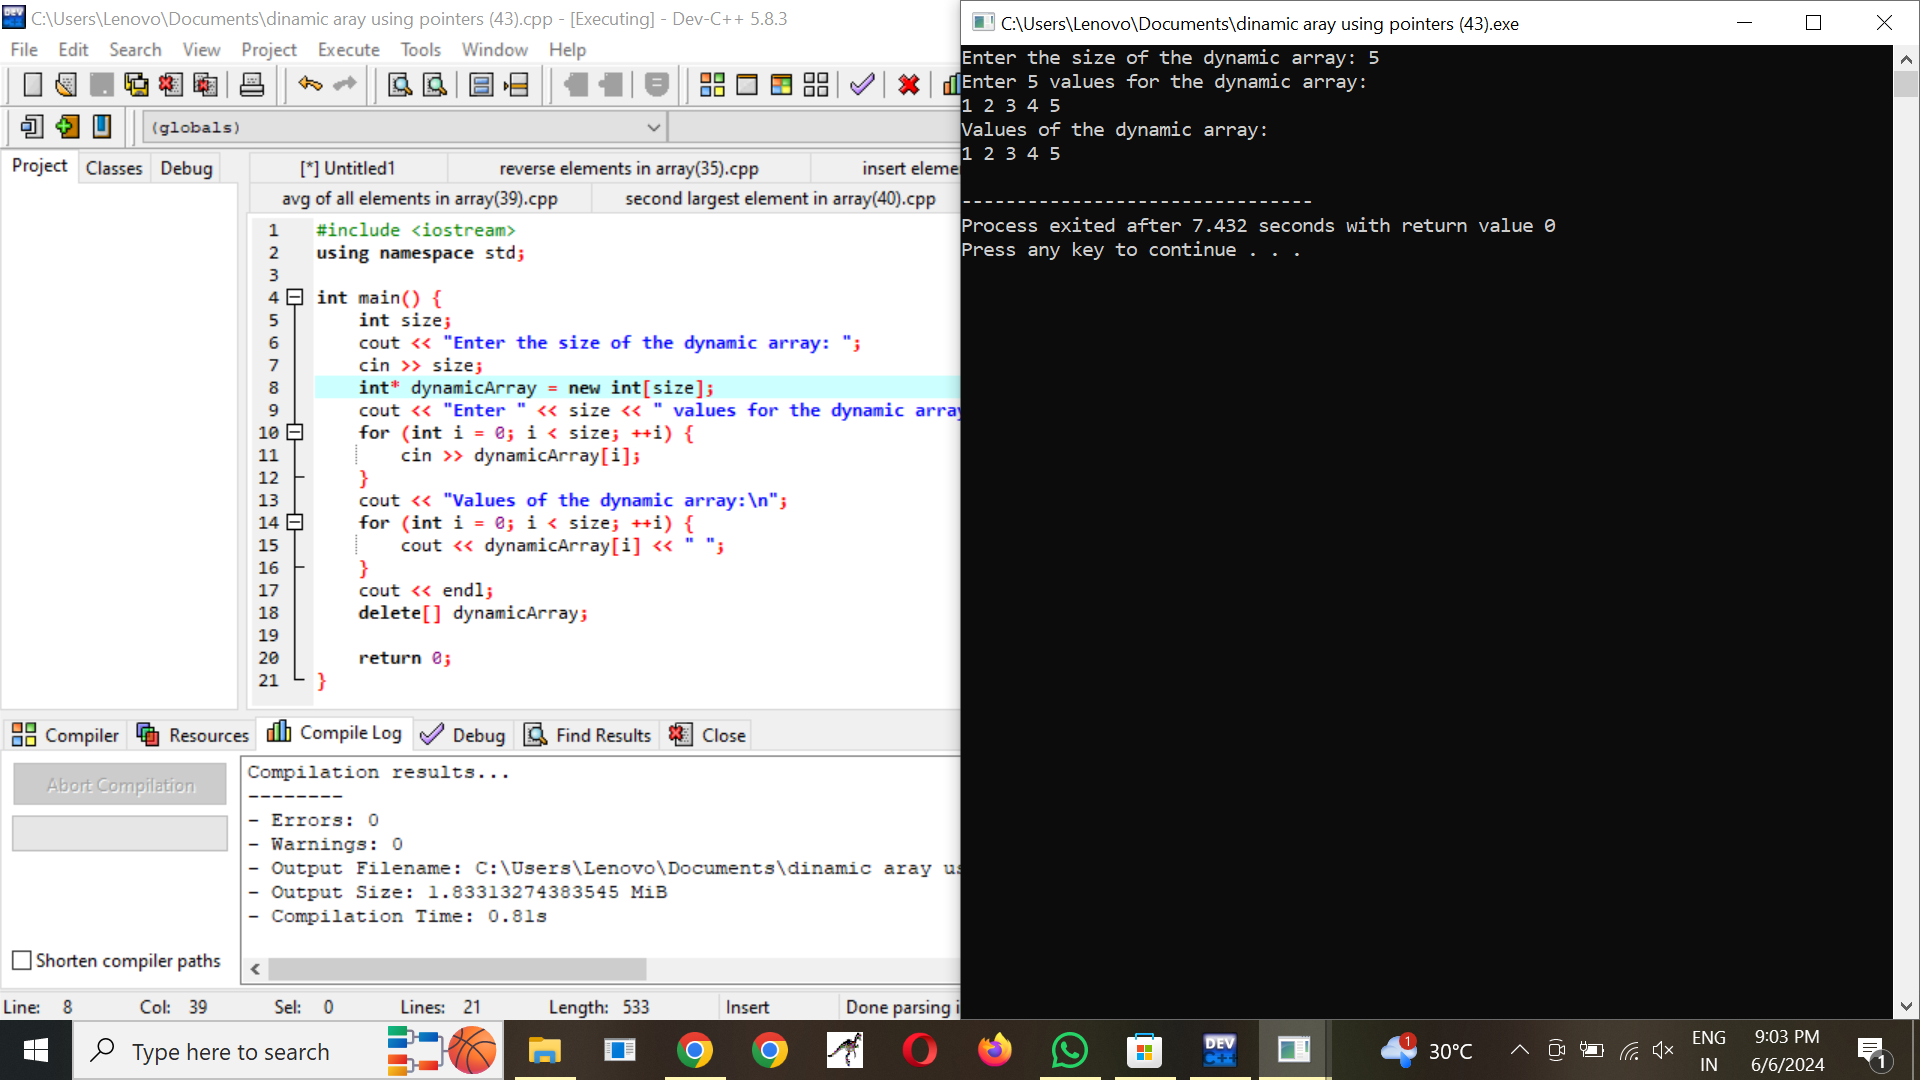 C:\Users\Lenovo\Documents\dinamic aray using pointers (43).cpp - [Executing] - Dev-C++ 5.8.3
File Edit Search View Project Execute Tools Window Help
(globals)
Project Classes Debug
[*] Untitled1 reverse elements in array(35).cpp insert eleme
avg of all elements in array(39).cpp second largest element in array(40).cpp
1 #include <iostream>
2 using namespace std;
3
4 int main() {
5 int size;
6 cout << "Enter the size of the dynamic array: ";
7 cin >> size;
8 int* dynamicArray = new int[size];
9 cout << "Enter " << size << " values for the dynamic array
10 for (int i = 0; i < size; ++i) {
11 cin >> dynamicArray[i];
12 }
13 cout << "Values of the dynamic array:\n";
14 for (int i = 0; i < size; ++i) {
15 cout << dynamicArray[i] << " ";
16 }
17 cout << endl;
18 delete[] dynamicArray;
19
20 return 0;
21 }
Compiler Resources Compile Log Debug Find Results Close
Abort Compilation
Shorten compiler paths
Compilation results...
--------
- Errors: 0
- Warnings: 0
- Output Filename: C:\Users\Lenovo\Documents\dinamic aray us
- Output Size: 1.83313274383545 MiB
- Compilation Time: 0.81s
Line: 8 Col: 39 Sel: 0 Lines: 21 Length: 533 Insert Done parsing i
C:\Users\Lenovo\Documents\dinamic aray using pointers (43).exe
Enter the size of the dynamic array: 5
Enter 5 values for the dynamic array:
1 2 3 4 5
Values of the dynamic array:
1 2 3 4 5
--------------------------------
Process exited after 7.432 seconds with return value 0
Press any key to continue . . .
Type here to search
DEV
C++
1
30°C
ENG
IN
9:03 PM
6/6/2024
1